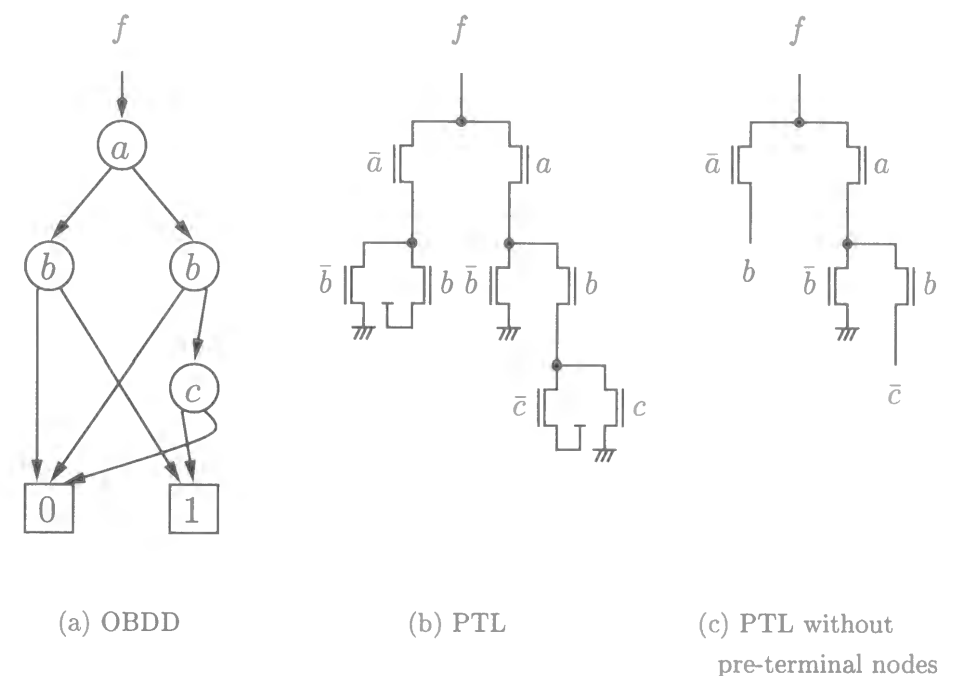 f
f
f
a
ā
a
ā
a
b
b
b̄
b
b̄
b
b
b̄
b
c
c̄
c
c̄
0
1
(a) OBDD
(b) PTL
(c) PTL without
pre-terminal nodes